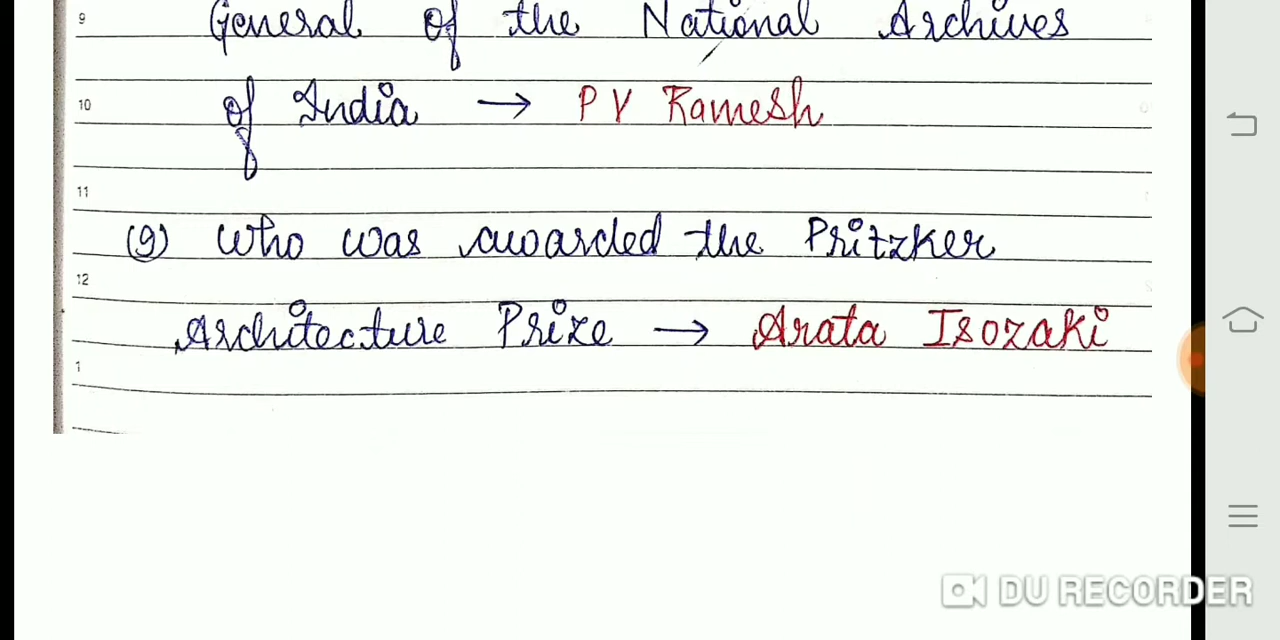 9 General of the National Archives
10 of India → P V Ramesh
11
(9) Who was awarded the Pritzker
12
Architecture Prize → Arata Isozaki
1
DU RECORDER